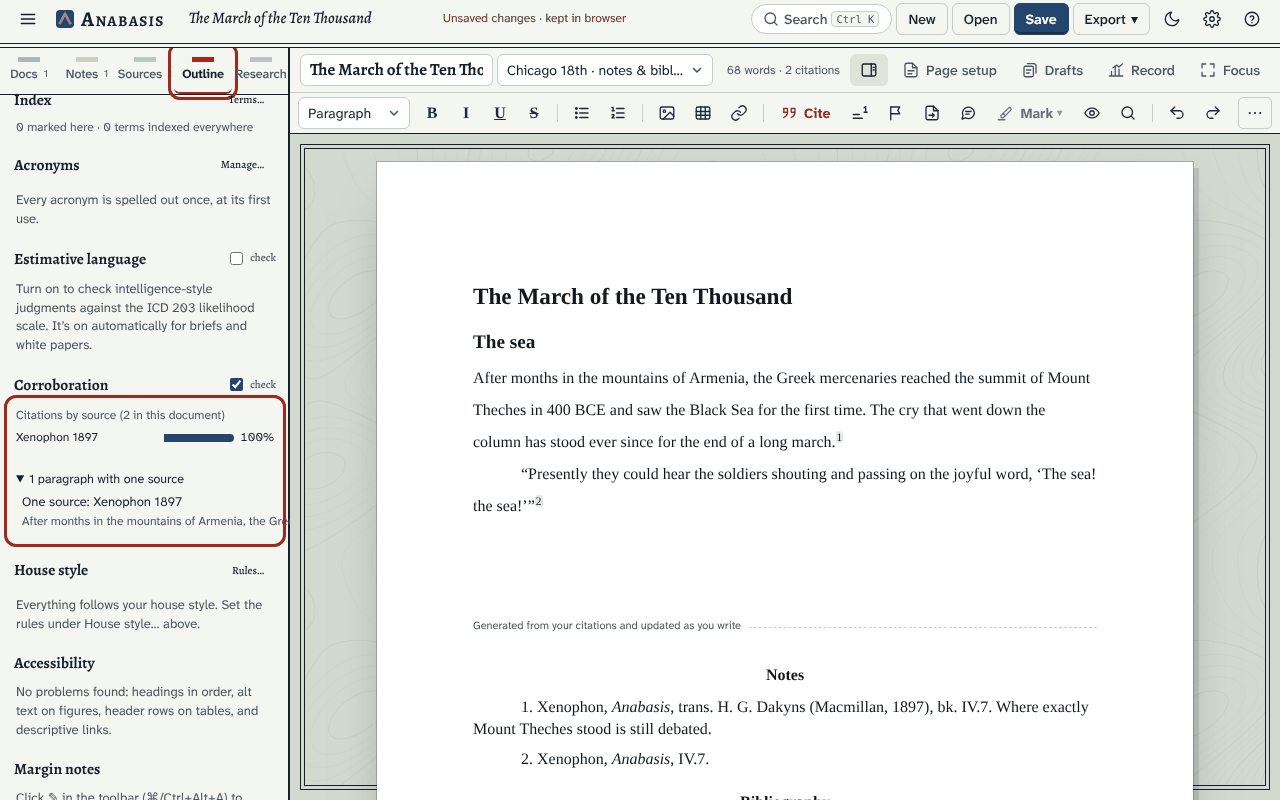 Anabasis
The March of the Ten Thousand
Unsaved changes · kept in browser
Search Ctrl K
New
Open
Save
Export ▾
Docs 1
Notes 1
Sources
Outline
Research
The March of the Ten Tho
Chicago 18th · notes & bibl...
68 words · 2 citations
Page setup
Drafts
Record
Focus
Paragraph
B
I
U
S
Cite
Mark ▾
Index
Terms...
0 marked here · 0 terms indexed everywhere
Acronyms
Manage...
Every acronym is spelled out once, at its first
use.
Estimative language
check
Turn on to check intelligence-style
judgments against the ICD 203 likelihood
scale. It's on automatically for briefs and
white papers.
Corroboration
check
Citations by source (2 in this document)
Xenophon 1897
100%
▼ 1 paragraph with one source
One source: Xenophon 1897
After months in the mountains of Armenia, the Gre
House style
Rules...
Everything follows your house style. Set the
rules under House style... above.
Accessibility
No problems found: headings in order, alt
text on figures, header rows on tables, and
descriptive links.
Margin notes
Click ✎ in the toolbar (⌘/Ctrl+Alt+A) to
The March of the Ten Thousand
The sea
After months in the mountains of Armenia, the Greek mercenaries reached the summit of Mount
Theches in 400 BCE and saw the Black Sea for the first time. The cry that went down the
column has stood ever since for the end of a long march.1
“Presently they could hear the soldiers shouting and passing on the joyful word, ‘The sea!
the sea!’”2
Generated from your citations and updated as you write
Notes
1. Xenophon, Anabasis, trans. H. G. Dakyns (Macmillan, 1897), bk. IV.7. Where exactly
Mount Theches stood is still debated.
2. Xenophon, Anabasis, IV.7.
Bibliography